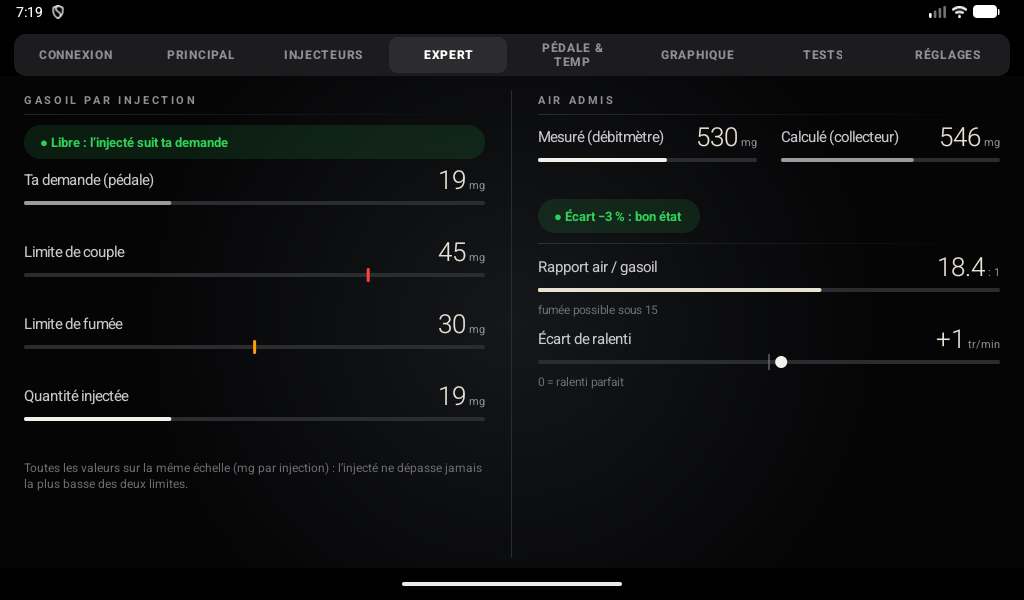 7:19
CONNEXION
PRINCIPAL
INJECTEURS
EXPERT
PÉDALE &
TEMP
GRAPHIQUE
TESTS
RÉGLAGES
GASOIL PAR INJECTION
● Libre : l'injecté suit ta demande
Ta demande (pédale) 19 mg
Limite de couple 45 mg
Limite de fumée 30 mg
Quantité injectée 19 mg
Toutes les valeurs sur la même échelle (mg par injection) : l'injecté ne dépasse jamais
la plus basse des deux limites.
AIR ADMIS
Mesuré (débitmètre) 530 mg
Calculé (collecteur) 546 mg
● Écart −3 % : bon état
Rapport air / gasoil 18.4 : 1
fumée possible sous 15
Écart de ralenti +1 tr/min
0 = ralenti parfait